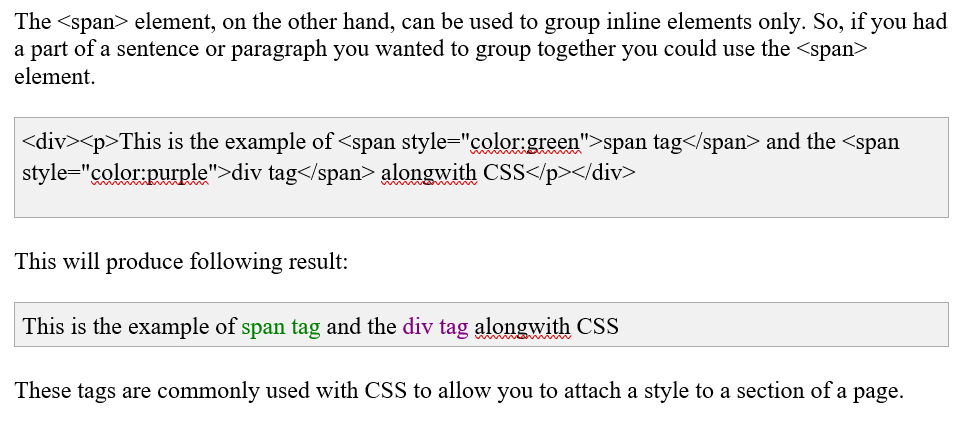 The <span> element, on the other hand, can be used to group inline elements only. So, if you had
a part of a sentence or paragraph you wanted to group together you could use the <span>
element.
<div><p>This is the example of <span style="color:green">span tag</span> and the <span
style="color:purple">div tag</span> alongwith CSS</p></div>
This will produce following result:
This is the example of span tag and the div tag alongwith CSS
These tags are commonly used with CSS to allow you to attach a style to a section of a page.